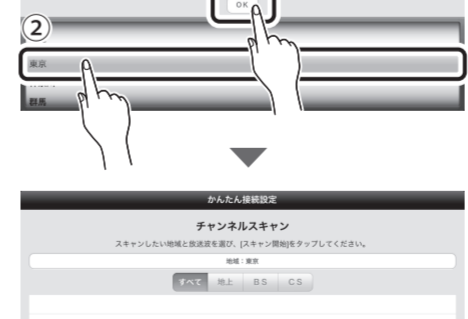 OK
②
東京
群馬
かんたん接続設定
チャンネルスキャン
スキャンしたい地域と放送波を選び、[スキャン開始]をタップしてください。
地域：東京
すべて 地上 BS CS